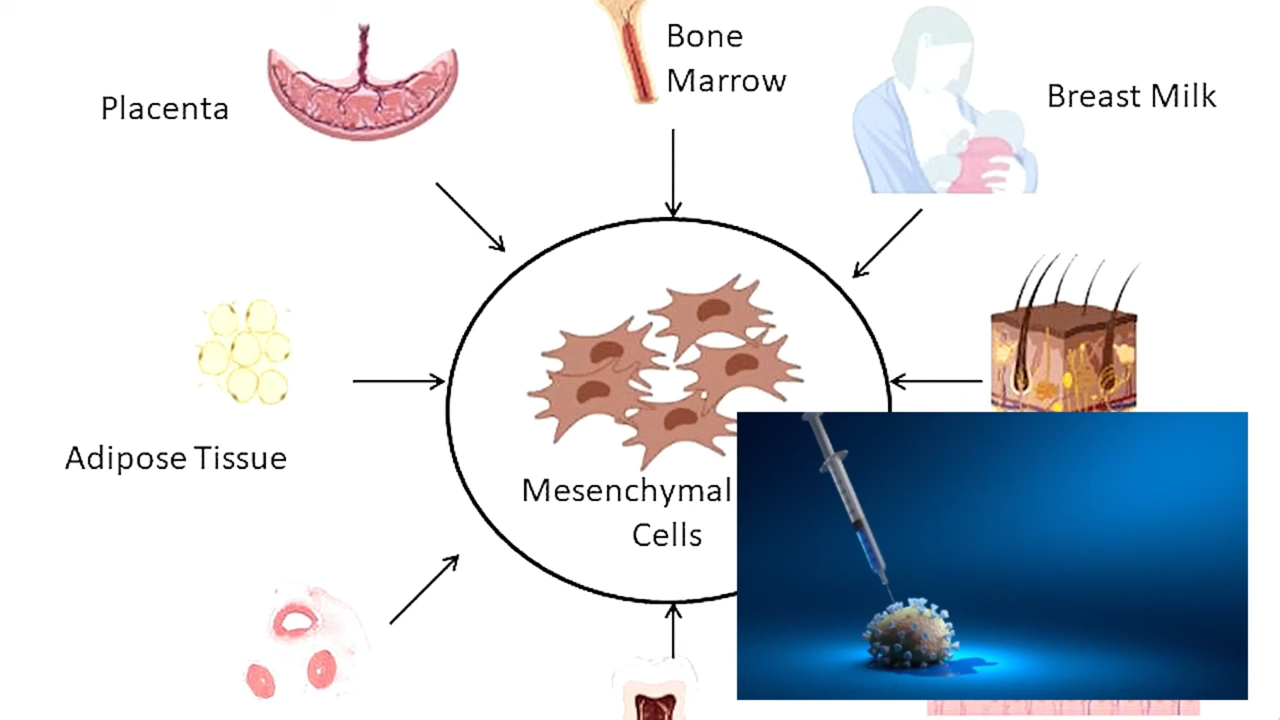 Bone
Marrow
Placenta
Breast Milk
Adipose Tissue
Mesenchymal
Cells